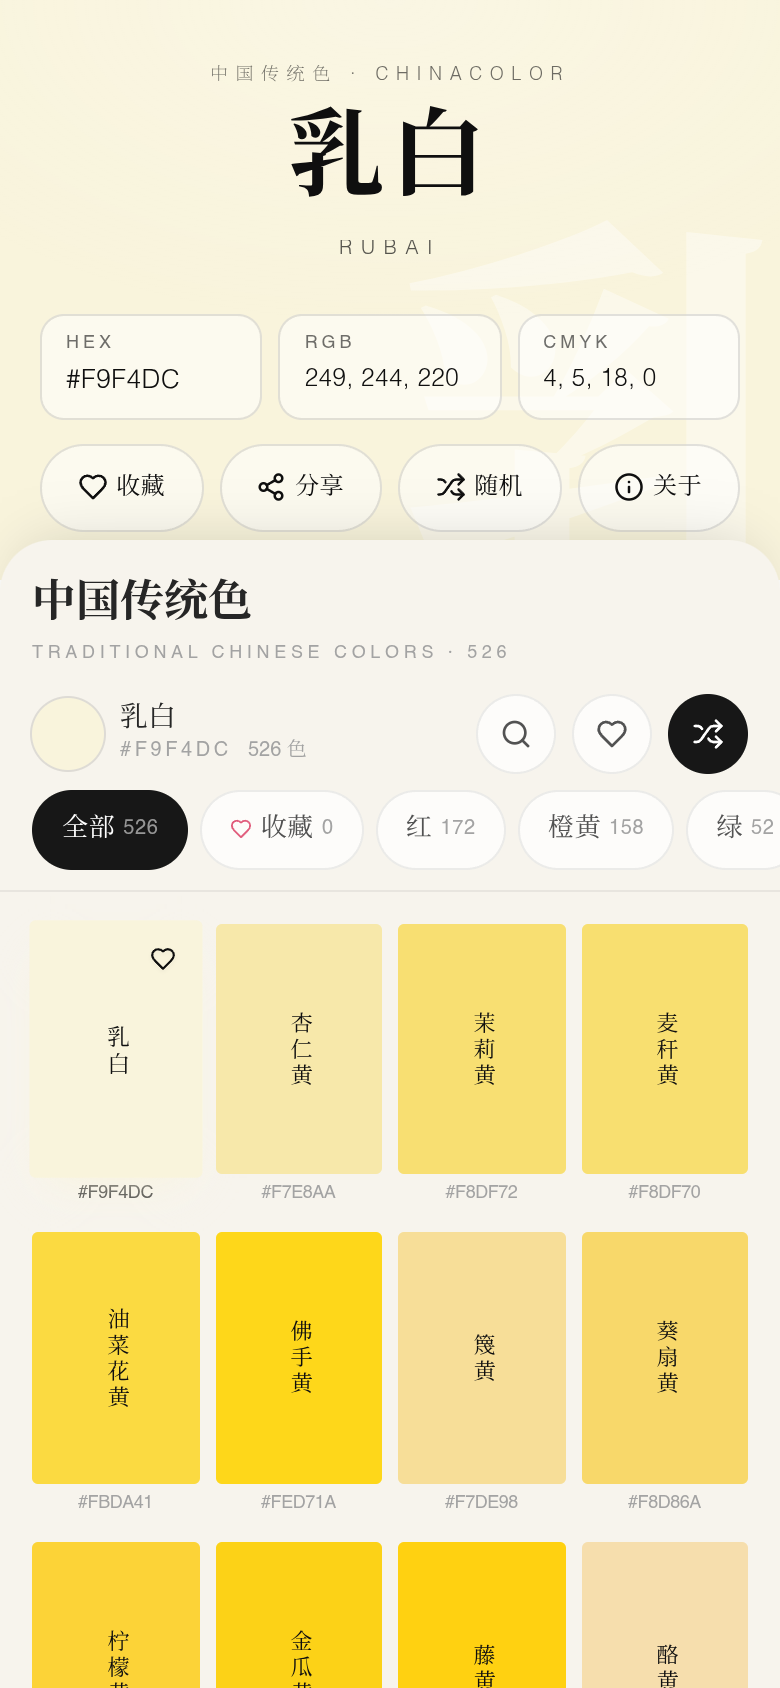 中国传统色 · CHINACOLOR
乳白
RUBAI
HEX
#F9F4DC
RGB
249, 244, 220
CMYK
4, 5, 18, 0
收藏
分享
随机
关于
中国传统色
TRADITIONAL CHINESE COLORS · 526
乳白
#F9F4DC 526 色
全部 526
收藏 0
红 172
橙黄 158
绿 52
乳白
#F9F4DC
杏仁黄
#F7E8AA
茉莉黄
#F8DF72
麦秆黄
#F8DF70
油菜花黄
#FBDA41
佛手黄
#FED71A
篾黄
#F7DE98
葵扇黄
#F8D86A
柠檬黄
金瓜
藤黄
酪黄